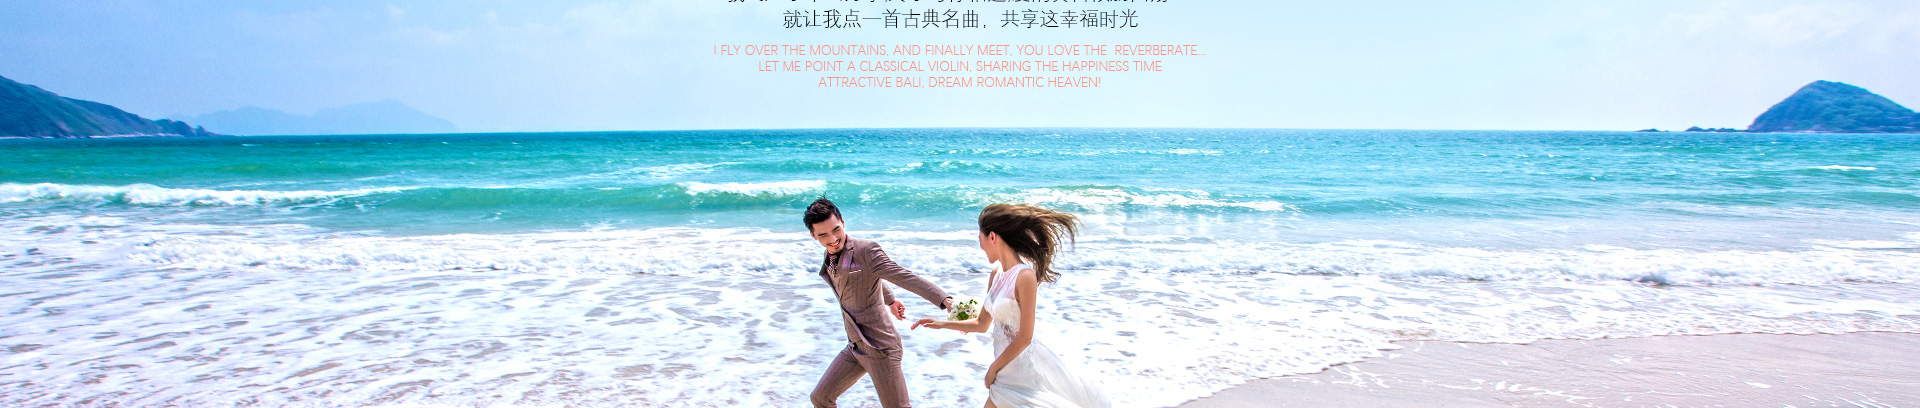 就让我点一首古典名曲，共享这幸福时光
I FLY OVER THE MOUNTAINS, AND FINALLY MEET, YOU LOVE THE REVERBERATE...
LET ME POINT A CLASSICAL VIOLIN, SHARING THE HAPPINESS TIME
ATTRACTIVE BALI, DREAM ROMANTIC HEAVEN!